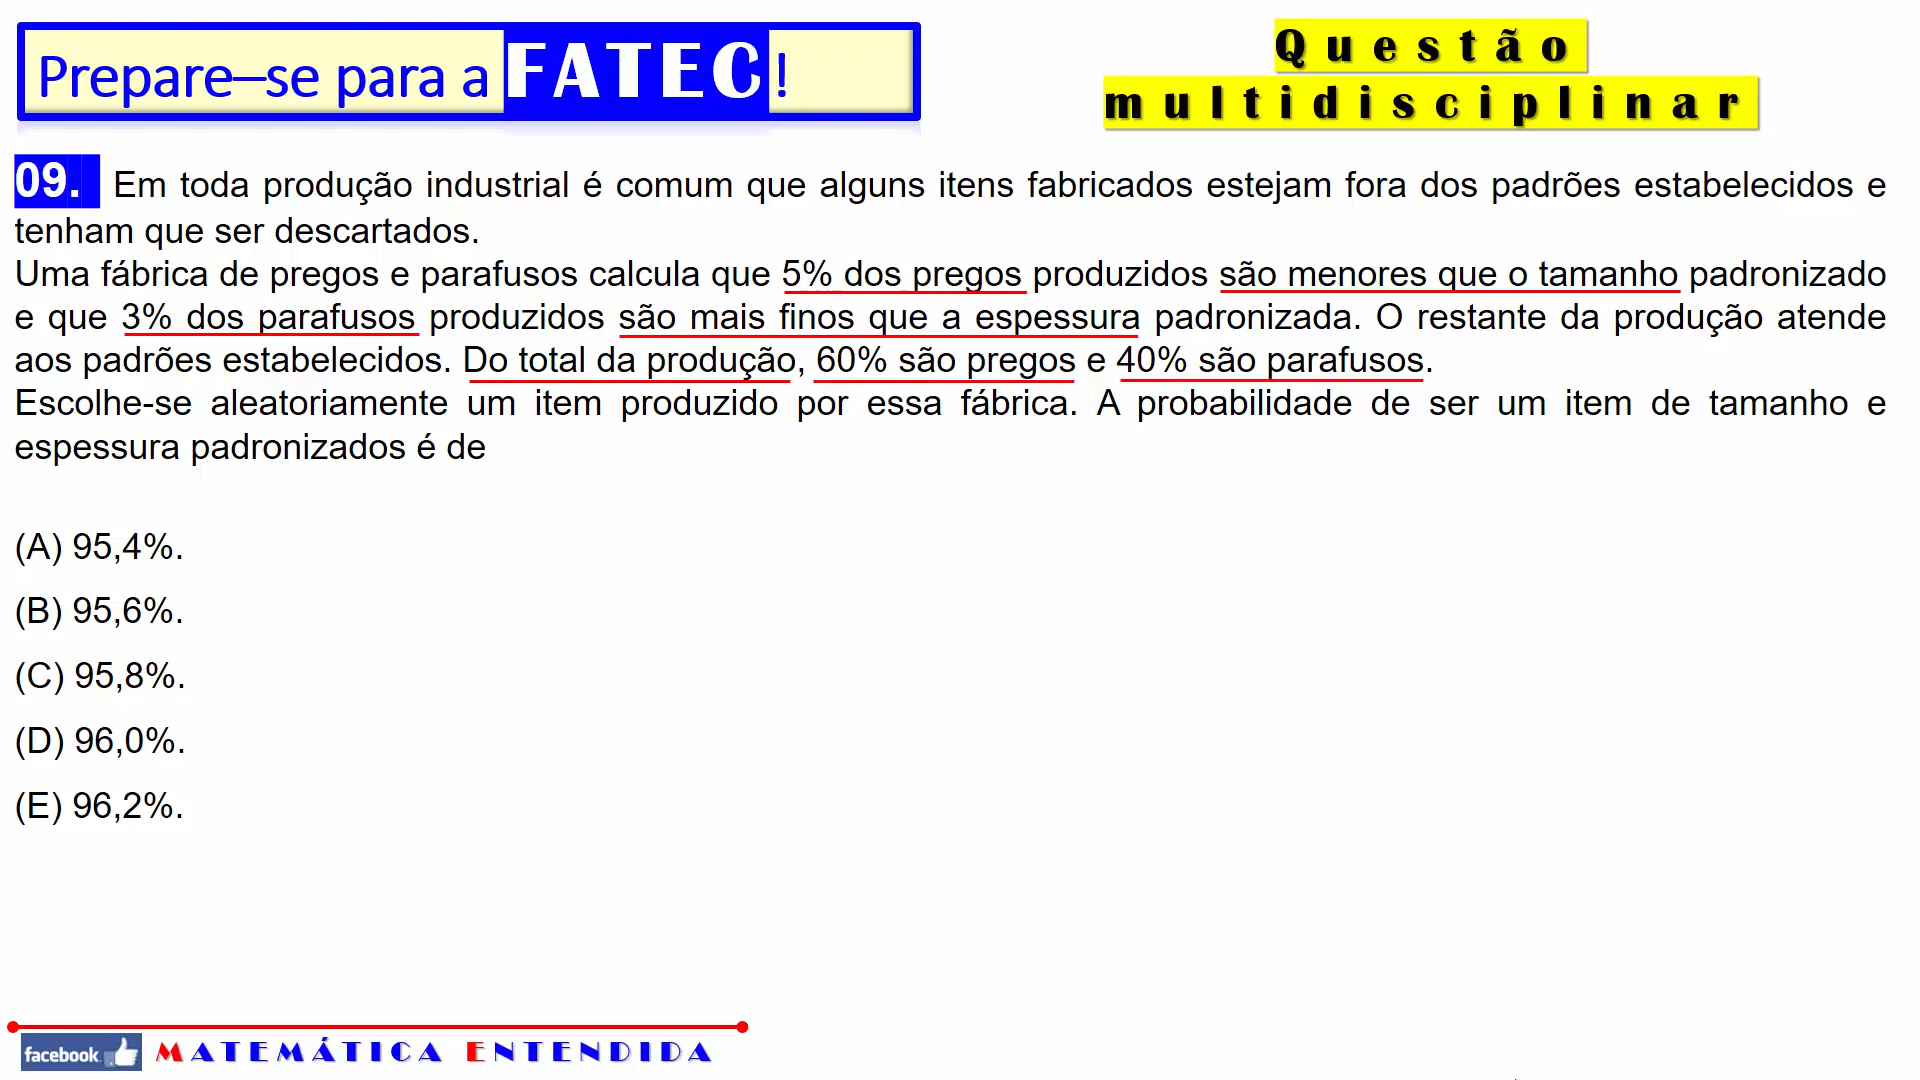 Prepare–se para a FATEC!
Questão
multidisciplinar
09. Em toda produção industrial é comum que alguns itens fabricados estejam fora dos padrões estabelecidos e
tenham que ser descartados.
Uma fábrica de pregos e parafusos calcula que 5% dos pregos produzidos são menores que o tamanho padronizado
e que 3% dos parafusos produzidos são mais finos que a espessura padronizada. O restante da produção atende
aos padrões estabelecidos. Do total da produção, 60% são pregos e 40% são parafusos.
Escolhe-se aleatoriamente um item produzido por essa fábrica. A probabilidade de ser um item de tamanho e
espessura padronizados é de
(A) 95,4%.
(B) 95,6%.
(C) 95,8%.
(D) 96,0%.
(E) 96,2%.
facebook MATEMÁTICA ENTENDIDA